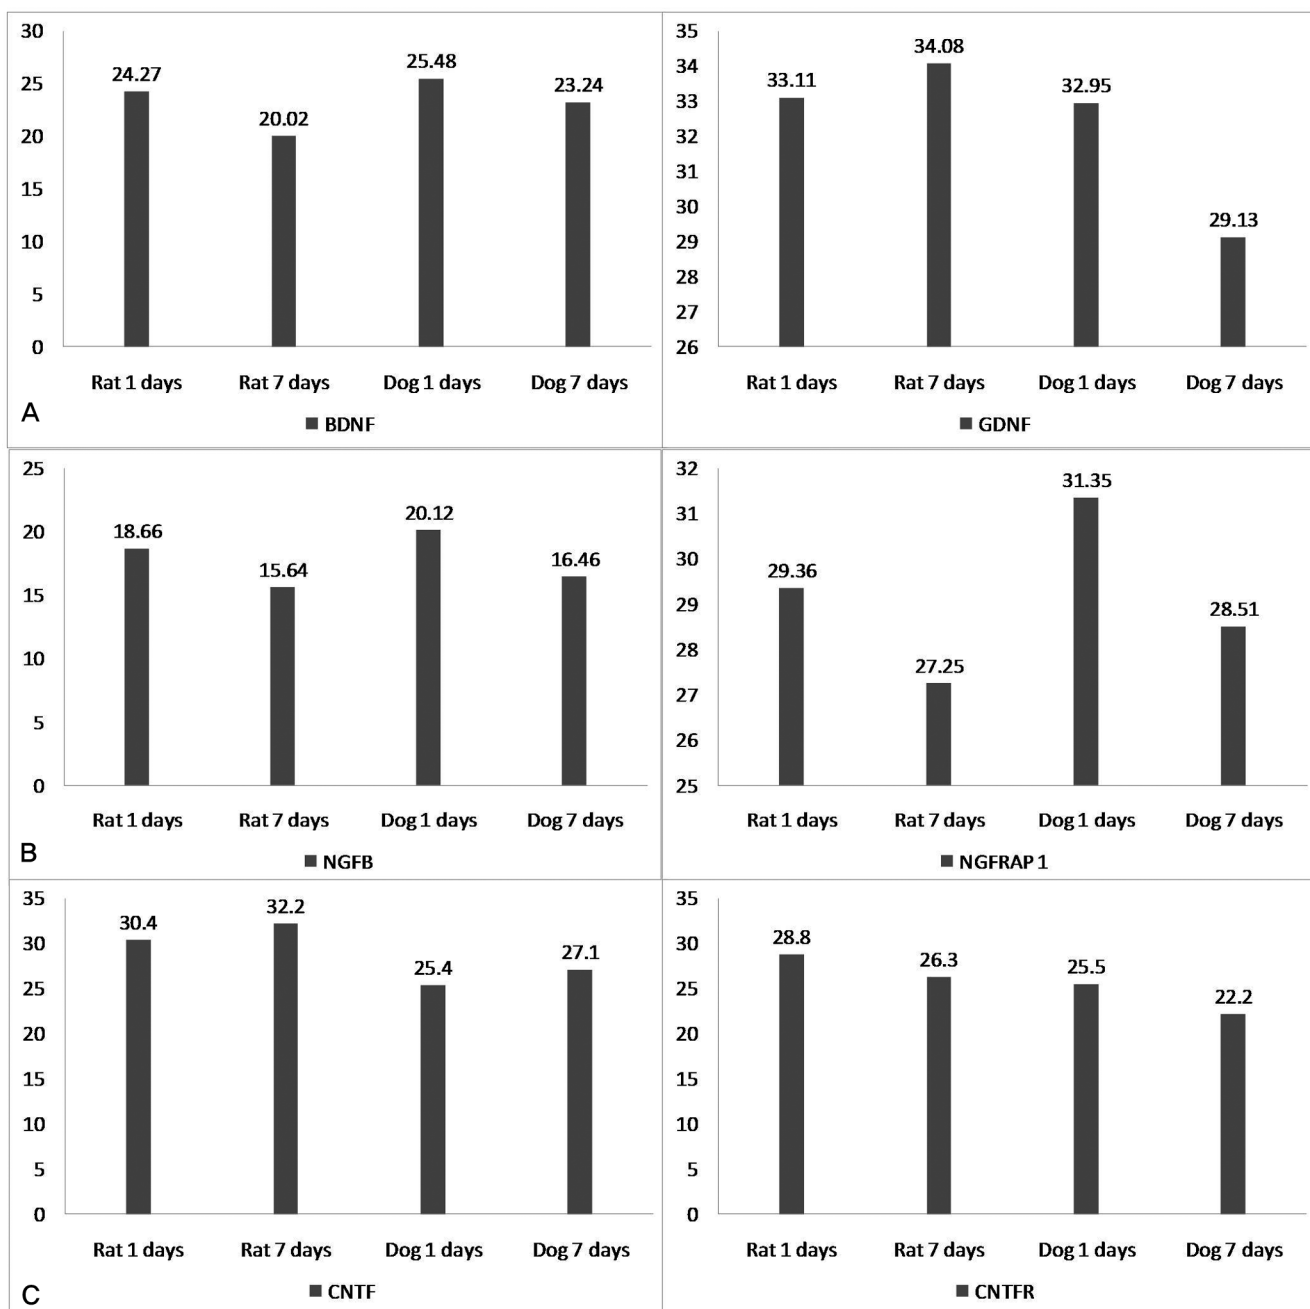 30
25
20
15
10
5
0
24.27
20.02
25.48
23.24
Rat 1 days
Rat 7 days
Dog 1 days
Dog 7 days
BDNF
A
35
34
33
32
31
30
29
28
27
26
33.11
34.08
32.95
29.13
Rat 1 days
Rat 7 days
Dog 1 days
Dog 7 days
GDNF
25
20
15
10
5
0
18.66
15.64
20.12
16.46
Rat 1 days
Rat 7 days
Dog 1 days
Dog 7 days
NGFB
B
32
31
30
29
28
27
26
25
29.36
27.25
31.35
28.51
Rat 1 days
Rat 7 days
Dog 1 days
Dog 7 days
NGFRAP 1
35
30
25
20
15
10
5
0
30.4
32.2
25.4
27.1
Rat 1 days
Rat 7 days
Dog 1 days
Dog 7 days
CNTF
C
35
30
25
20
15
10
5
0
28.8
26.3
25.5
22.2
Rat 1 days
Rat 7 days
Dog 1 days
Dog 7 days
CNTFR